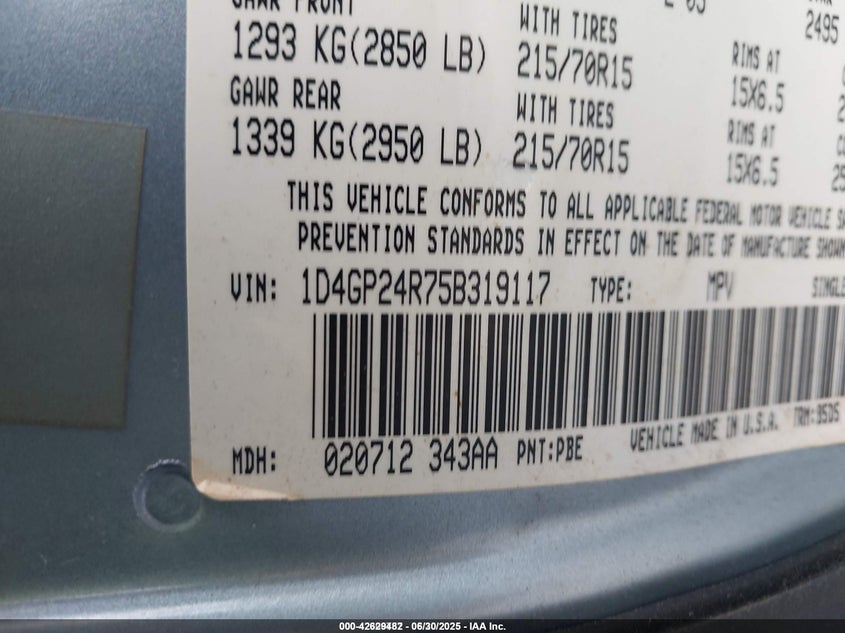 GAWR FRONT WITH TIRES 2495
1293 KG(2850 LB) 215/70R15 RIMS AT 15X6.5
GAWR REAR WITH TIRES RIMS AT
1339 KG(2950 LB) 215/70R15 15X6.5
THIS VEHICLE CONFORMS TO ALL APPLICABLE FEDERAL MOTOR VEHICLE
PREVENTION STANDARDS IN EFFECT ON THE DATE OF MANUFACTURE SHOWN
VIN: 1D4GP24R75B319117 TYPE: MPV SINGLE
MDH: 020712 343AA PNT:PBE VEHICLE MADE IN U.S.A. TRM:B5D5
000-42629482 - 06/30/2025 - IAA Inc.